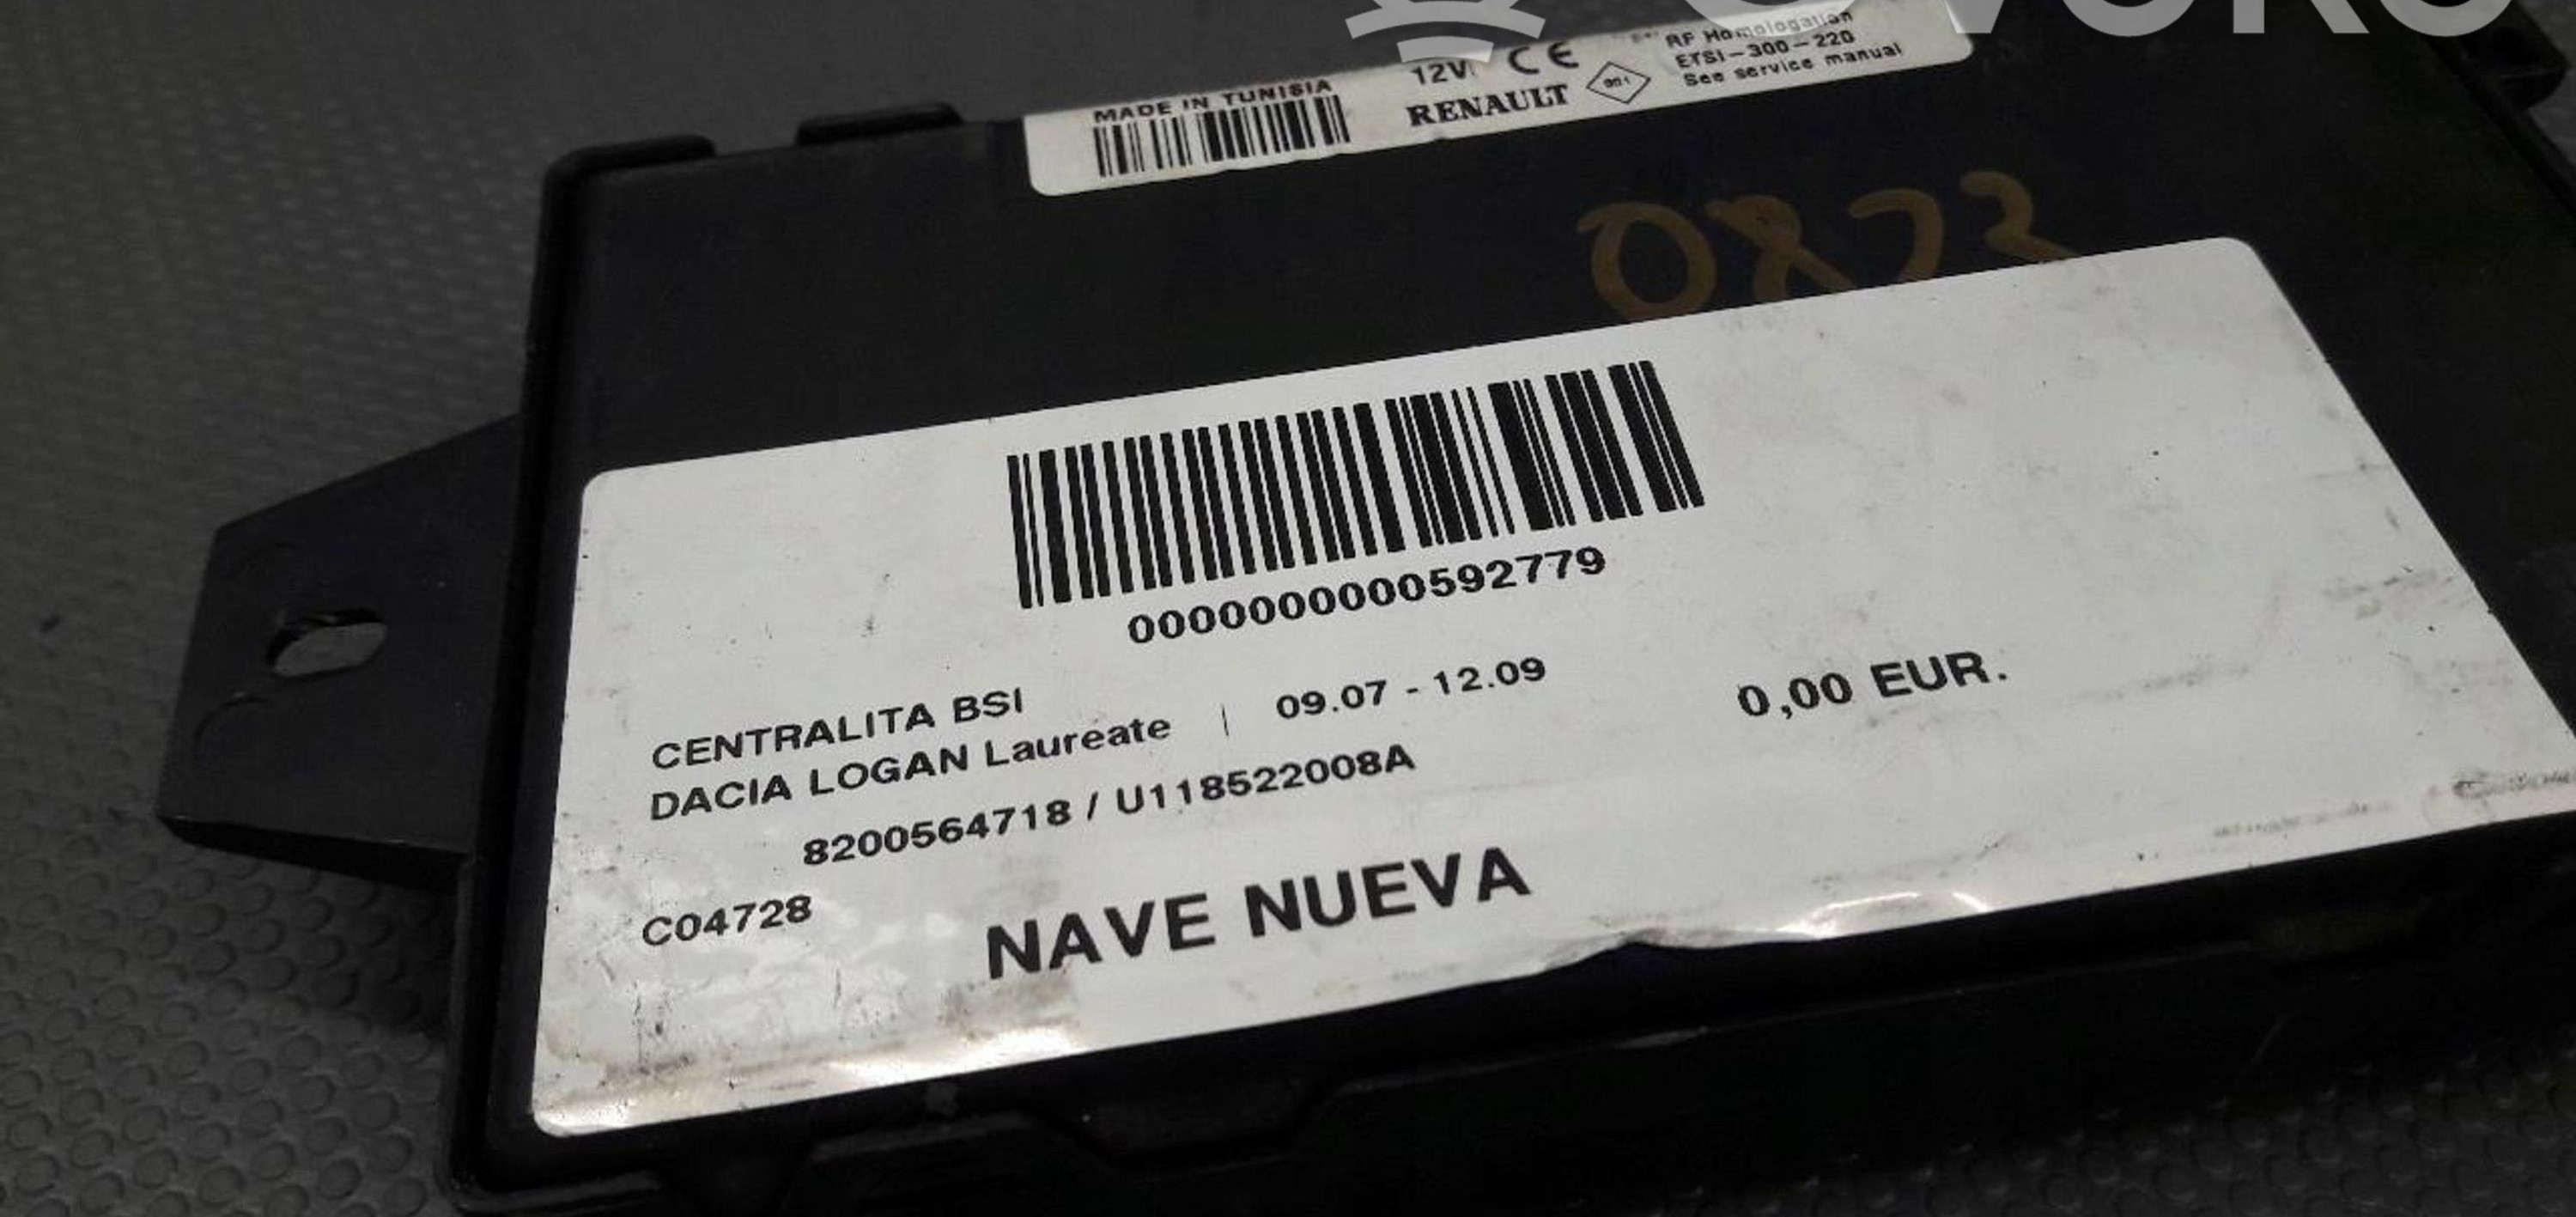 MADE IN TUNISIA
12V CE
RENAULT
RF Homologation
ETSI-300-220
See service manual
0000000000592779
CENTRALITA BSI
DACIA LOGAN Laureate | 09.07 - 12.09
0,00 EUR.
8200564718 / U118522008A
C04728
NAVE NUEVA